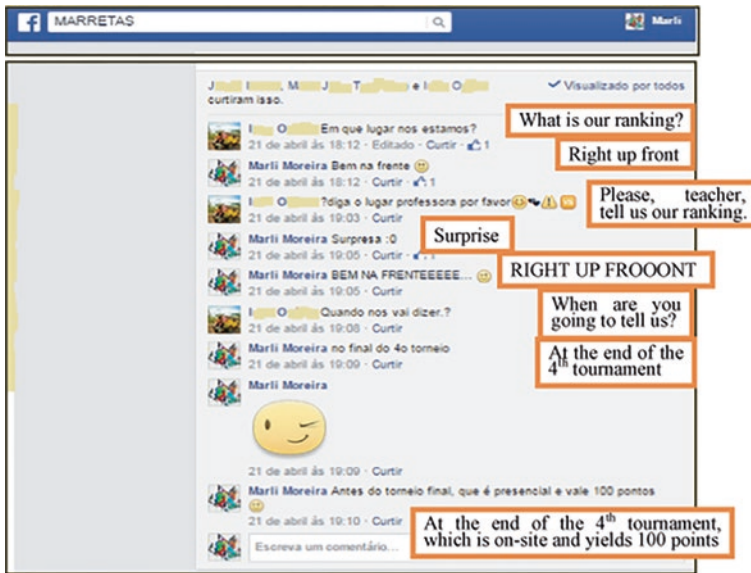 f MARRETAS Marli
J I , M J T e I O Visualizado por todos
curtiram isso.
I O Em que lugar nos estamos?
What is our ranking?
21 de abril às 18:12 · Editado · Curtir · 1
Right up front
Marli Moreira Bem na frente
21 de abril às 18:12 · Curtir · 1
I O ?diga o lugar professora por favor
Please, teacher,
tell us our ranking.
21 de abril às 19:03 · Curtir
Marli Moreira Surpresa :0
Surprise
21 de abril às 19:05 · Curtir · 1
Marli Moreira BEM NA FRENTEEEEE...
RIGHT UP FROOONT
21 de abril às 19:05 · Curtir
I O Quando nos vai dizer.?
When are you
going to tell us?
21 de abril às 19:08 · Curtir
Marli Moreira no final do 4o torneio
At the end of the
4th tournament
21 de abril às 19:09 · Curtir
Marli Moreira
21 de abril às 19:09 · Curtir
Marli Moreira Antes do torneio final, que é presencial e vale 100 pontos
21 de abril às 19:10 · Curtir
At the end of the 4th tournament,
which is on-site and yields 100 points
Escreva um comentário...